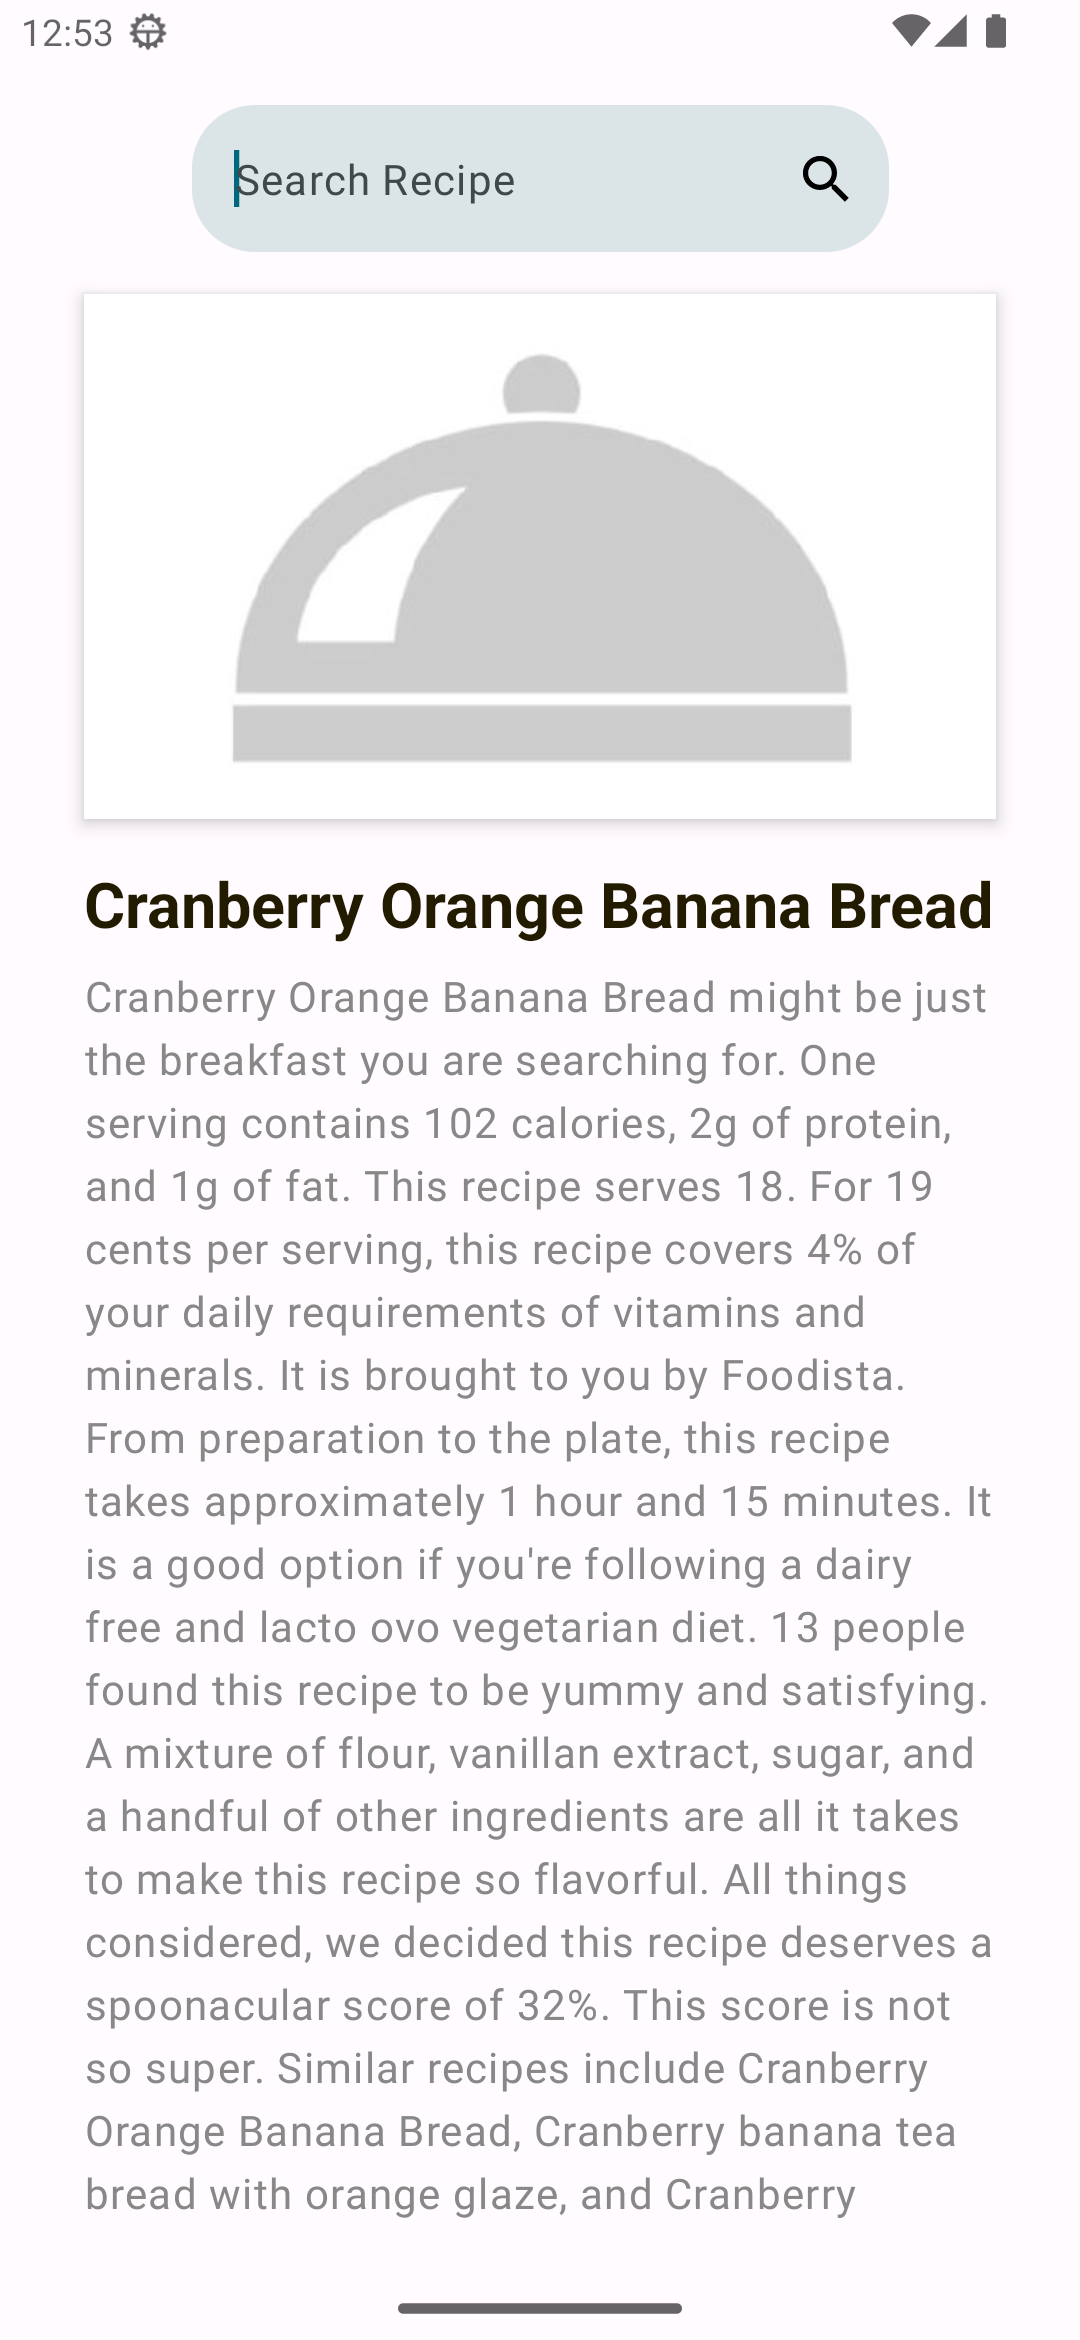 12:53
Search Recipe
Cranberry Orange Banana Bread
Cranberry Orange Banana Bread might be just
the breakfast you are searching for. One
serving contains 102 calories, 2g of protein,
and 1g of fat. This recipe serves 18. For 19
cents per serving, this recipe covers 4% of
your daily requirements of vitamins and
minerals. It is brought to you by Foodista.
From preparation to the plate, this recipe
takes approximately 1 hour and 15 minutes. It
is a good option if you're following a dairy
free and lacto ovo vegetarian diet. 13 people
found this recipe to be yummy and satisfying.
A mixture of flour, vanillan extract, sugar, and
a handful of other ingredients are all it takes
to make this recipe so flavorful. All things
considered, we decided this recipe deserves a
spoonacular score of 32%. This score is not
so super. Similar recipes include Cranberry
Orange Banana Bread, Cranberry banana tea
bread with orange glaze, and Cranberry